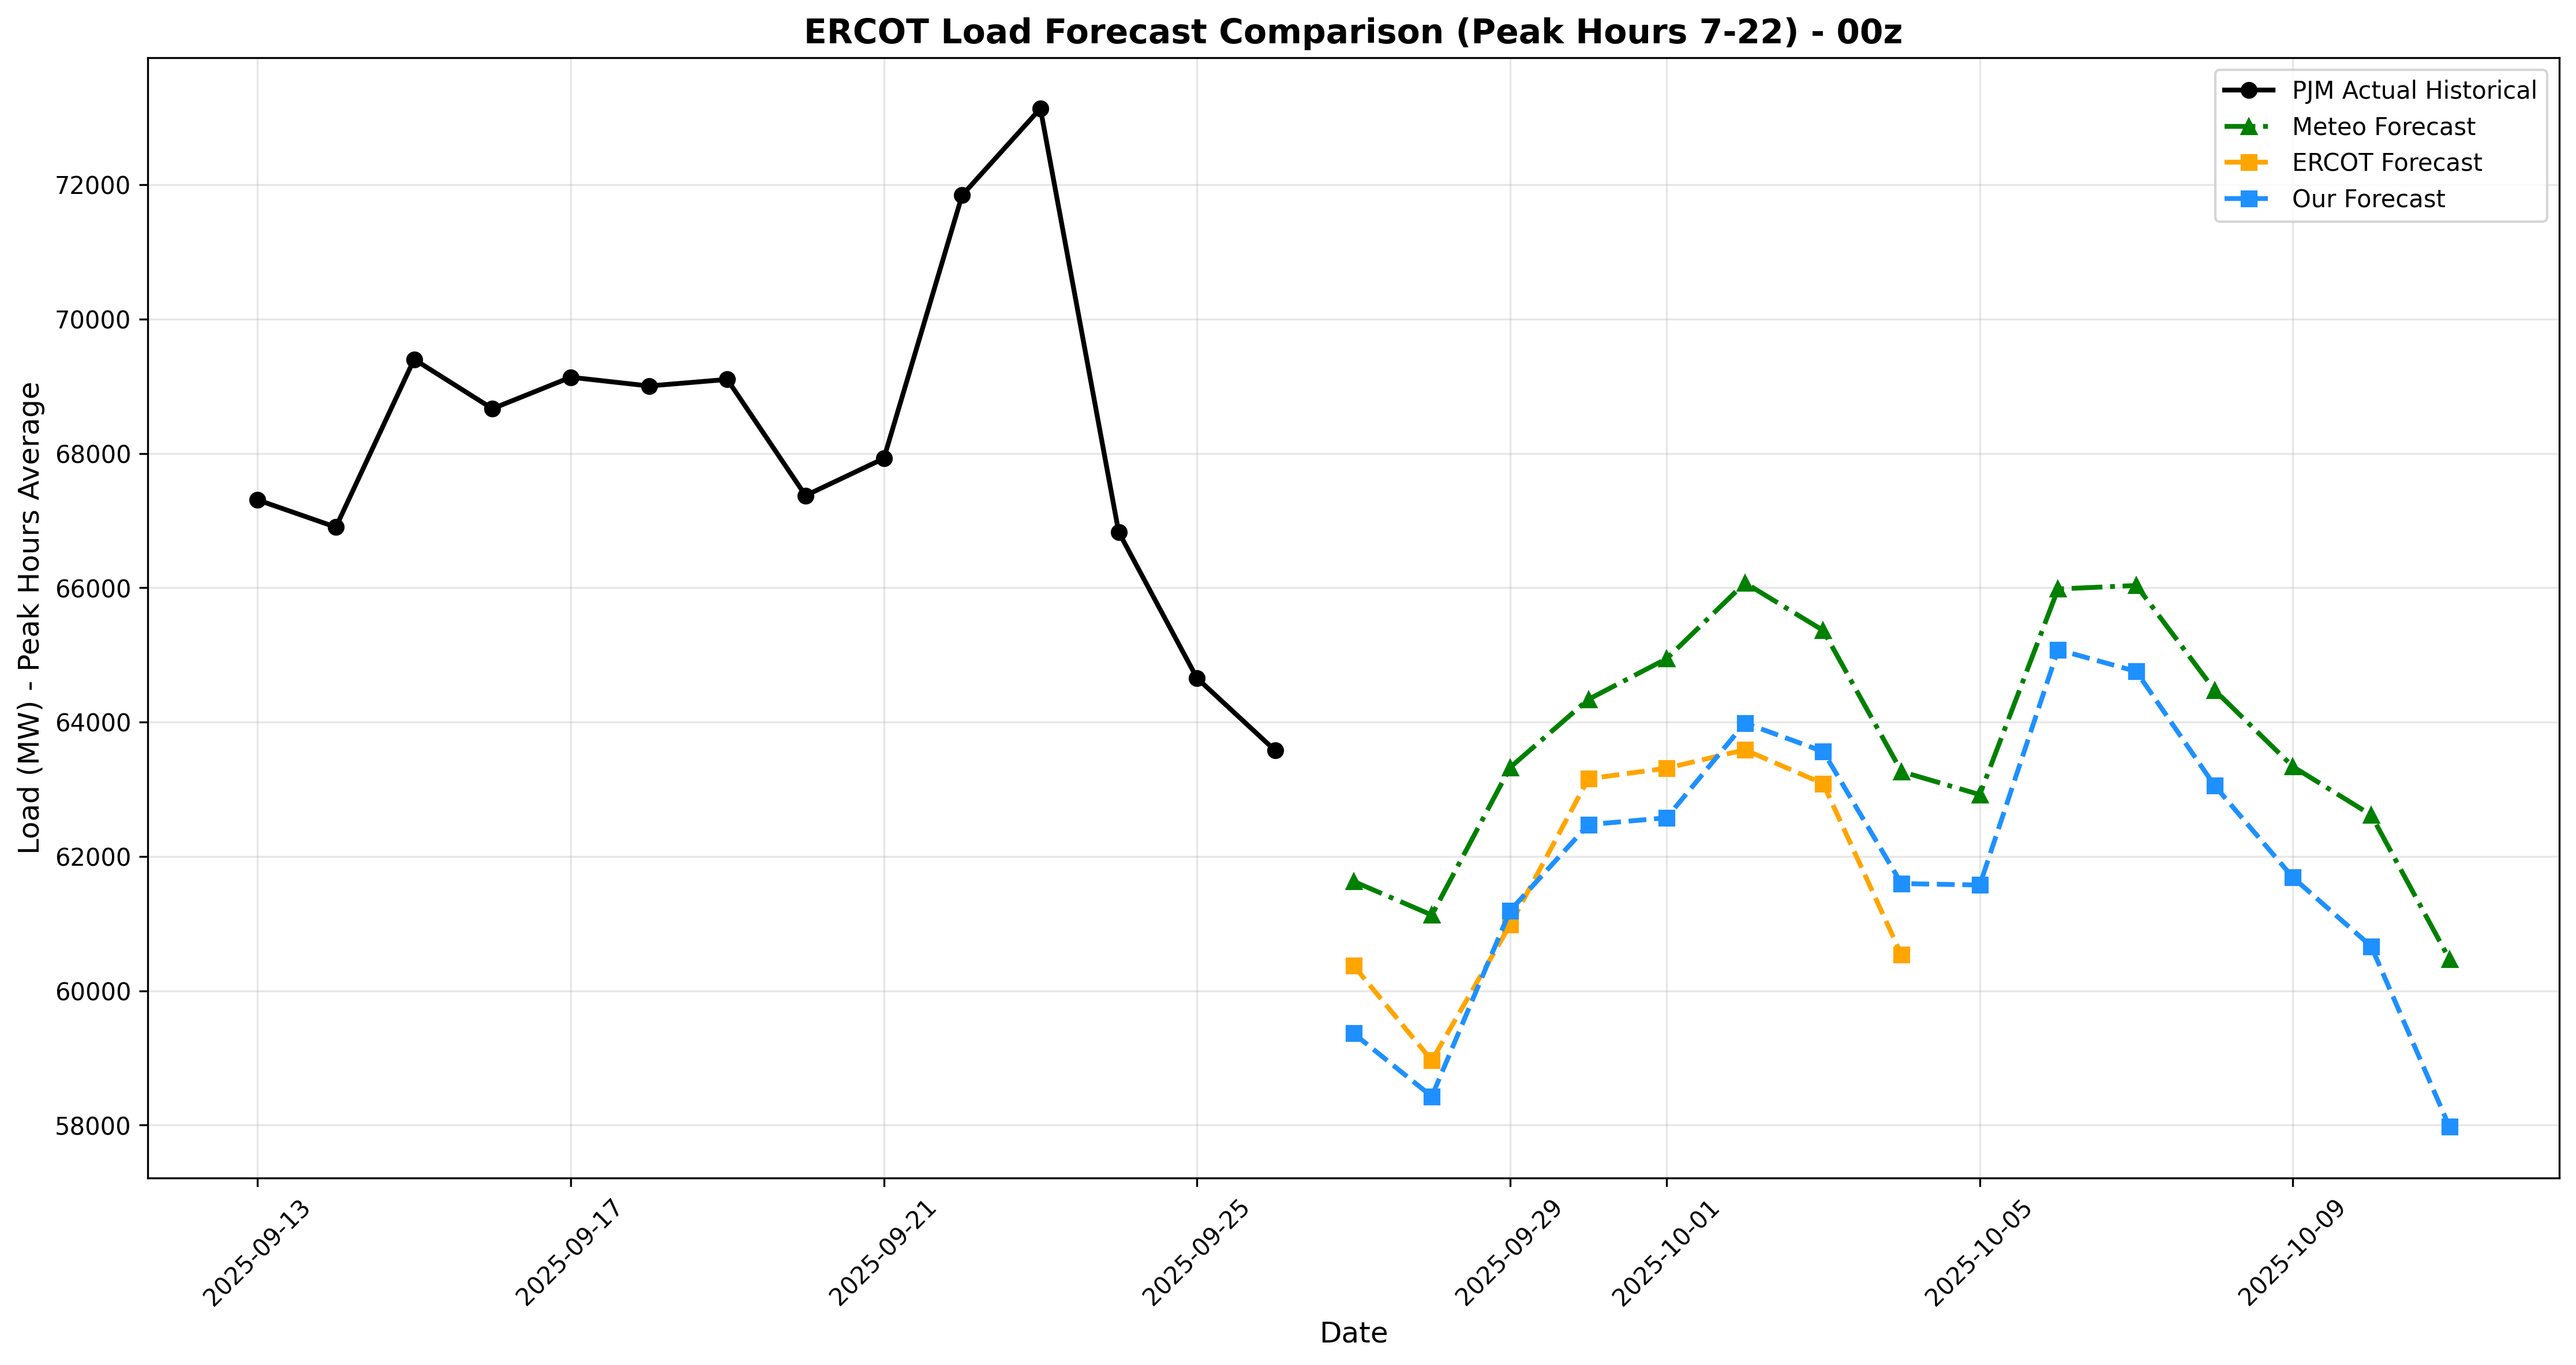 ERCOT Load Forecast Comparison (Peak Hours 7-22) - 00z
PJM Actual Historical
Meteo Forecast
ERCOT Forecast
Our Forecast
Load (MW) - Peak Hours Average
72000
70000
68000
66000
64000
62000
60000
58000
2025-09-13
2025-09-17
2025-09-21
2025-09-25
2025-09-29
2025-10-01
2025-10-05
2025-10-09
Date